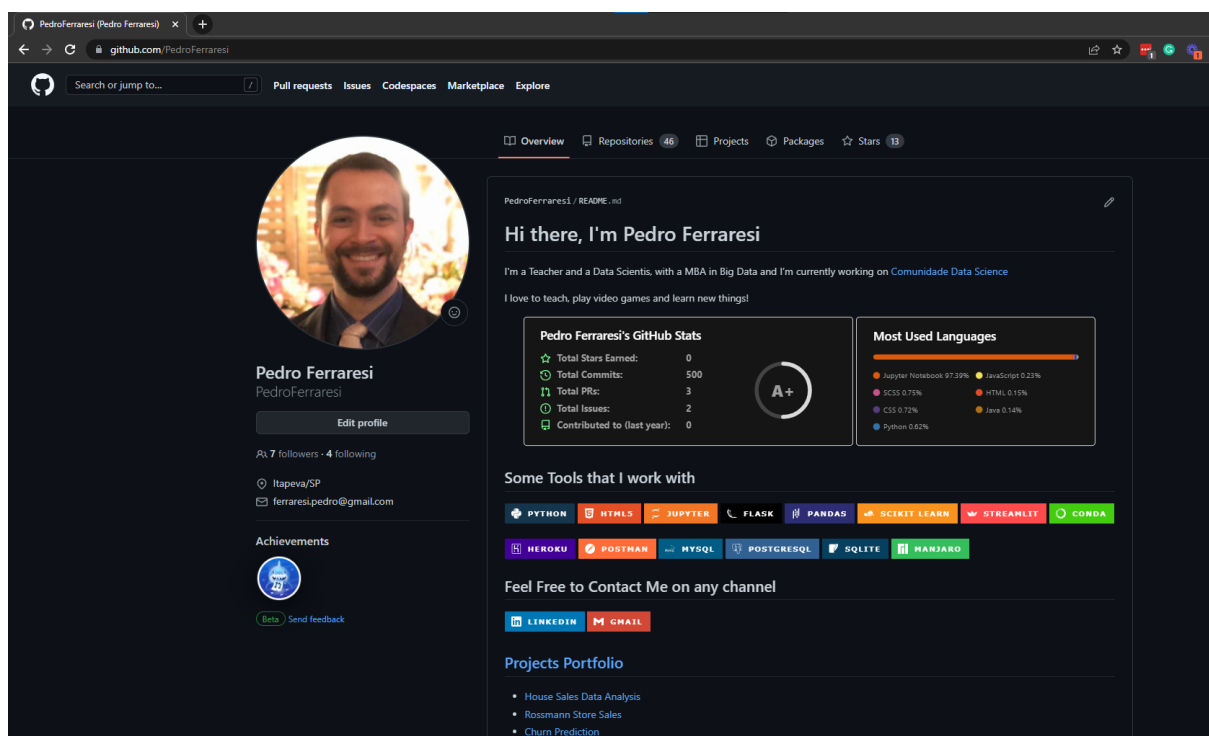 PedroFerraresi (Pedro Ferraresi)
github.com/PedroFerraresi
1
1
Search or jump to...
/
Pull requests Issues Codespaces Marketplace Explore
Overview Repositories 46 Projects Packages Stars 13
PedroFerraresi / README.md
Hi there, I'm Pedro Ferraresi
I'm a Teacher and a Data Scientis, with a MBA in Big Data and I'm currently working on Comunidade Data Science
I love to teach, play video games and learn new things!
Pedro Ferraresi's GitHub Stats
Total Stars Earned: 0
Total Commits: 500
Total PRs: 3
Total Issues: 2
Contributed to (last year): 0
A+
Most Used Languages
Jupyter Notebook 97.39% JavaScript 0.23%
SCSS 0.75% HTML 0.15%
CSS 0.72% Java 0.14%
Python 0.62%
Pedro Ferraresi
PedroFerraresi
Edit profile
7 followers · 4 following
Itapeva/SP
ferraresi.pedro@gmail.com
Achievements
Beta Send feedback
Some Tools that I work with
PYTHON HTML5 JUPYTER FLASK PANDAS SCIKIT LEARN STREAMLIT CONDA
HEROKU POSTMAN MYSQL POSTGRESQL SQLITE MANJARO
Feel Free to Contact Me on any channel
LINKEDIN GMAIL
Projects Portfolio
House Sales Data Analysis
Rossmann Store Sales
Churn Prediction